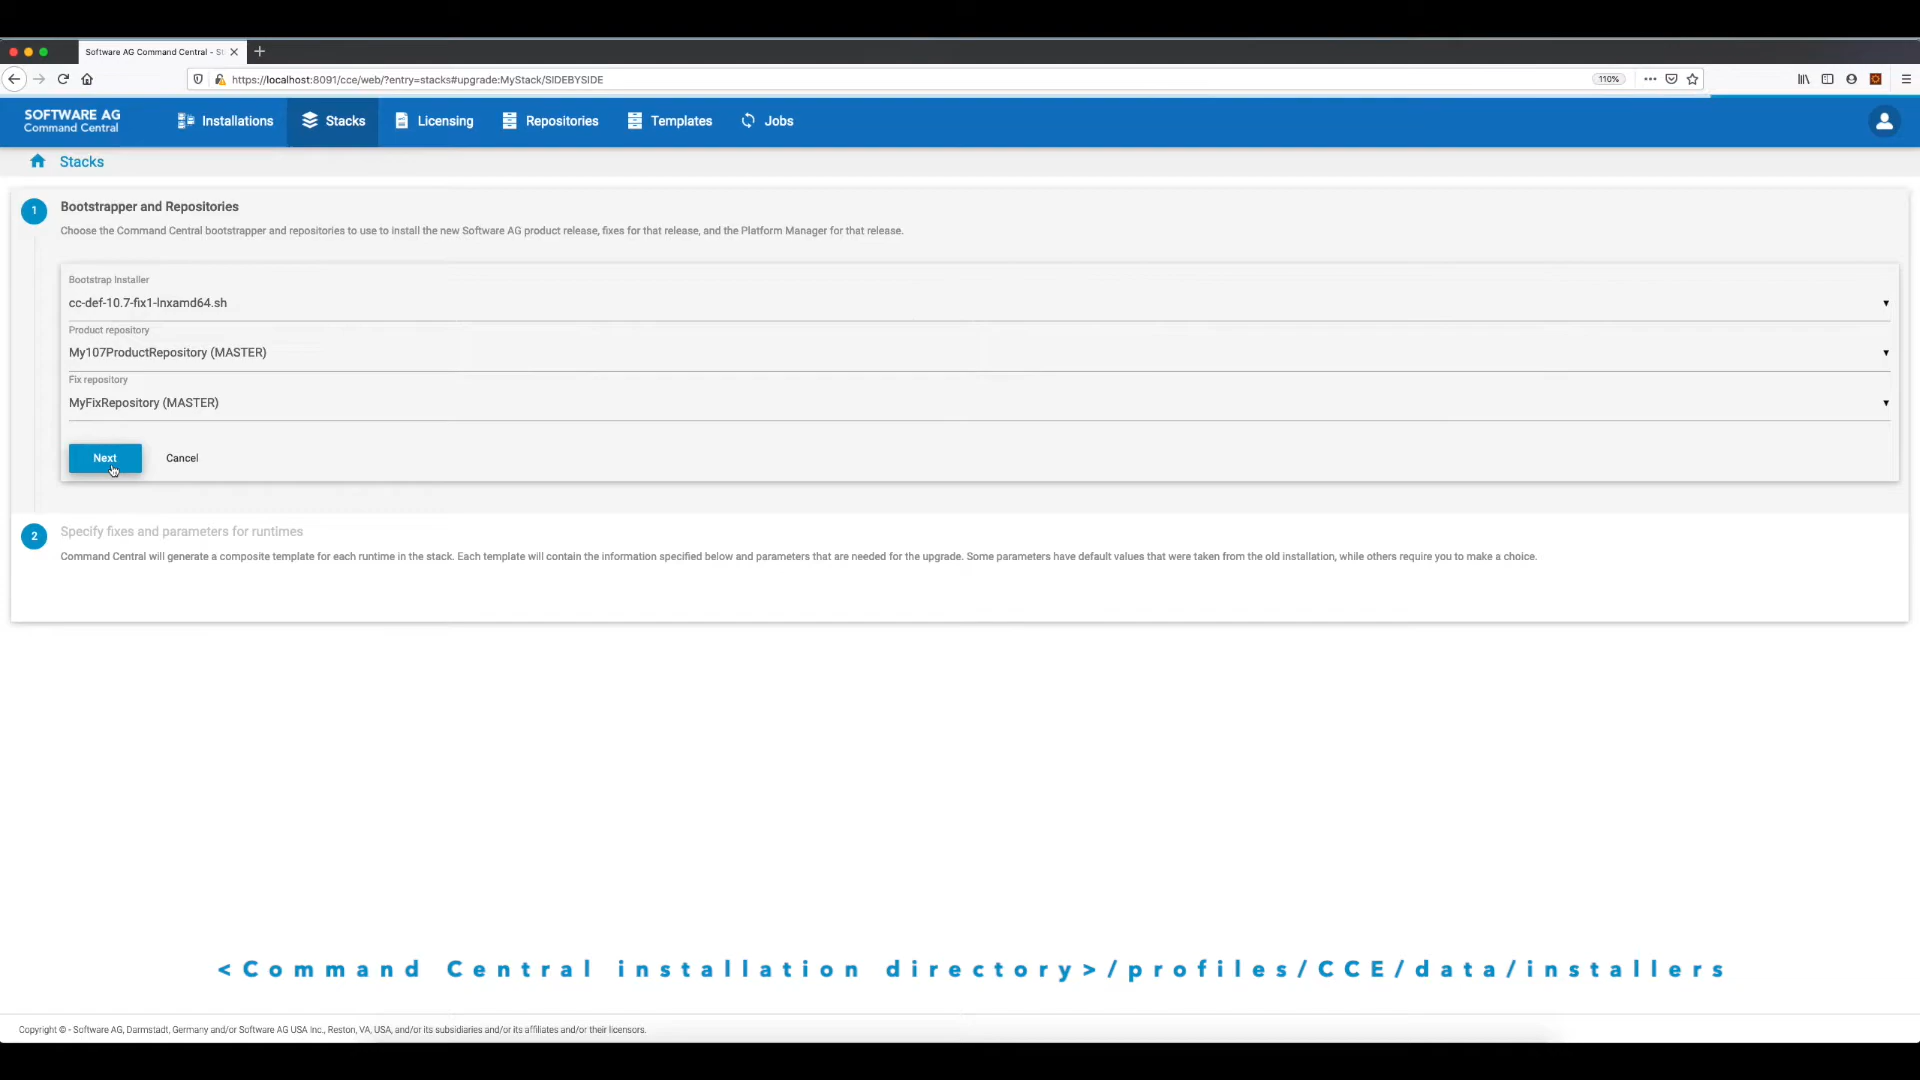 Software AG Command Central - St
https://localhost:8091/cce/web/?entry=stacks#upgrade:MyStack/SIDEBYSIDE
110%
SOFTWARE AG
Command Central
Installations
Stacks
Licensing
Repositories
Templates
Jobs
Stacks
1
Bootstrapper and Repositories
Choose the Command Central bootstrapper and repositories to use to install the new Software AG product release, fixes for that release, and the Platform Manager for that release.
Bootstrap Installer
cc-def-10.7-fix1-lnxamd64.sh
Product repository
My107ProductRepository (MASTER)
Fix repository
MyFixRepository (MASTER)
Next
Cancel
2
Specify fixes and parameters for runtimes
Command Central will generate a composite template for each runtime in the stack. Each template will contain the information specified below and parameters that are needed for the upgrade. Some parameters have default values that were taken from the old installation, while others require you to make a choice.
<Command Central installation directory>/profiles/CCE/data/installers
Copyright © - Software AG, Darmstadt, Germany and/or Software AG USA Inc., Reston, VA, USA, and/or its subsidiaries and/or its affiliates and/or their licensors.